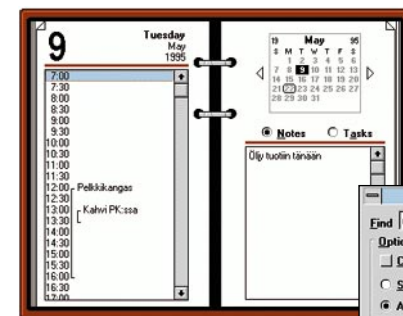 9
Tuesday
May
1995
7:00
7:30
8:00
8:30
9:00
9:30
10:00
10:30
11:00
11:30
12:00 Pelkkikangas
12:30
13:00 Kahvi PK:ssa
13:30
14:00
14:30
15:00
15:30
16:00
16:30
17:00
19 May 95
S M T W T F S
1 2 3 4 5 6
7 8 9 10 11 12 13
14 15 16 17 18 19 20
21 22 23 24 25 26 27
28 29 30 31
Notes Tasks
Öljy tuotiin tänään
Find
Optio
C
S
A